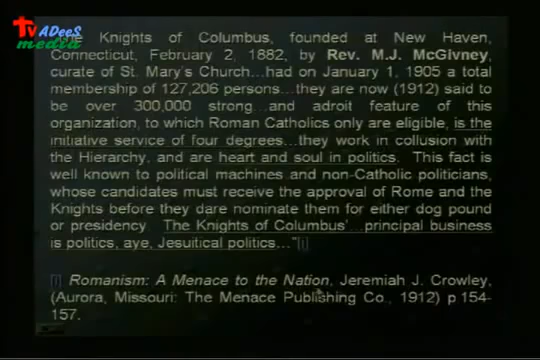 TV ADeeS
media
The Knights of Columbus, founded at New Haven,
Connecticut, February 2, 1882, by Rev. M.J. McGivney,
curate of St. Mary's Church...had on January 1, 1905 a total
membership of 127,206 persons...they are now (1912) said to
be over 300,000 strong...and adroit feature of this
organization, to which Roman Catholics only are eligible, is the
initiative service of four degrees...they work in collusion with
the Hierarchy, and are heart and soul in politics. This fact is
well known to political machines and non-Catholic politicians,
whose candidates must receive the approval of Rome and the
Knights before they dare nominate them for either dog pound
or presidency. The Knights of Columbus'...principal business
is politics, aye, Jesuitical politics..."[i]
[i] Romanism: A Menace to the Nation, Jeremiah J. Crowley,
(Aurora, Missouri: The Menace Publishing Co., 1912) p.154-
157.